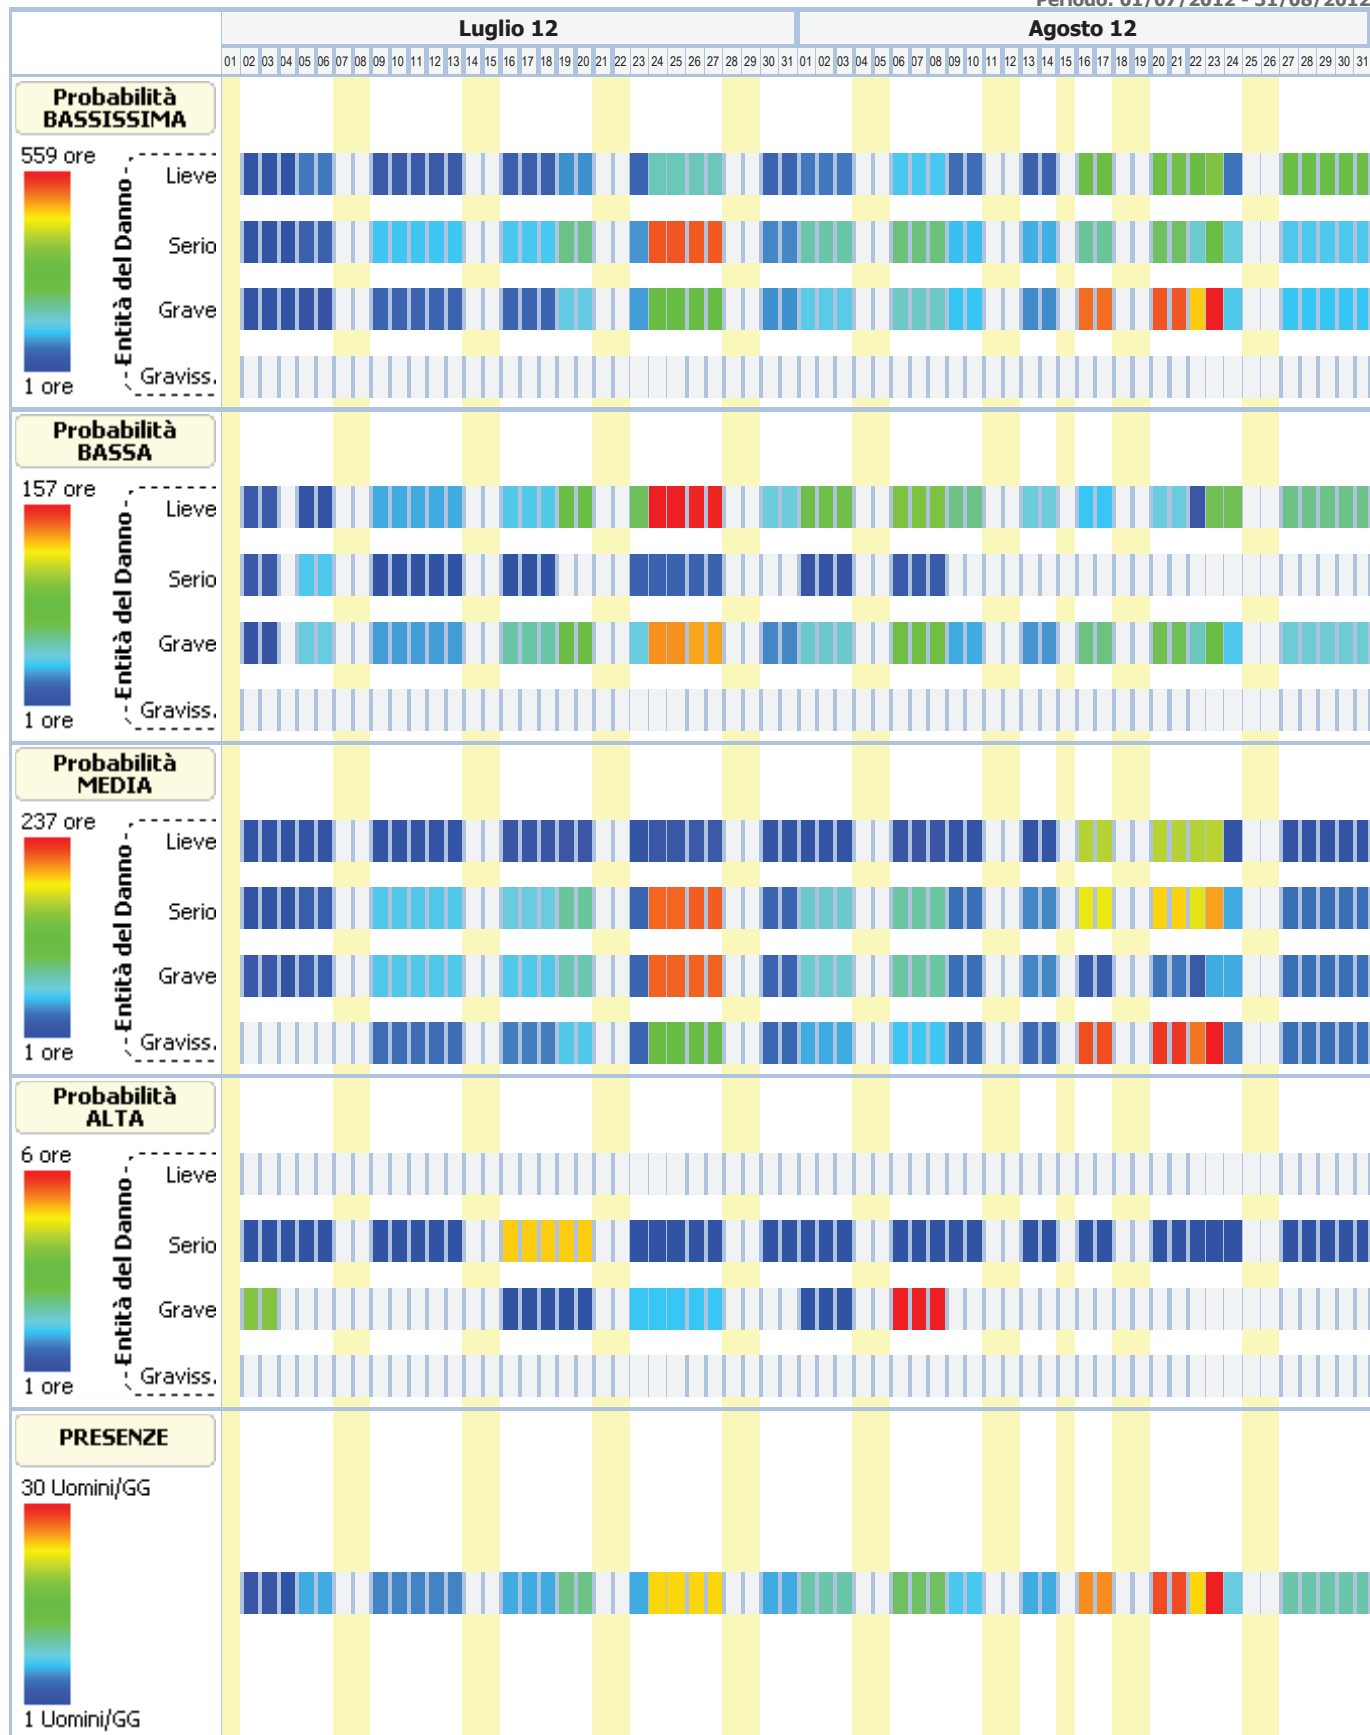 Periodo: 01/07/2012 - 31/08/2012
Luglio 12 Agosto 12
01 02 03 04 05 06 07 08 09 10 11 12 13 14 15 16 17 18 19 20 21 22 23 24 25 26 27 28 29 30 31 01 02 03 04 05 06 07 08 09 10 11 12 13 14 15 16 17 18 19 20 21 22 23 24 25 26 27 28 29 30 31
Probabilità
BASSISSIMA
559 ore
Entità del Danno
Lieve
Serio
Grave
Graviss.
1 ore
Probabilità
BASSA
157 ore
Entità del Danno
Lieve
Serio
Grave
Graviss.
1 ore
Probabilità
MEDIA
237 ore
Entità del Danno
Lieve
Serio
Grave
Graviss.
1 ore
Probabilità
ALTA
6 ore
Entità del Danno
Lieve
Serio
Grave
Graviss.
1 ore
PRESENZE
30 Uomini/GG
1 Uomini/GG